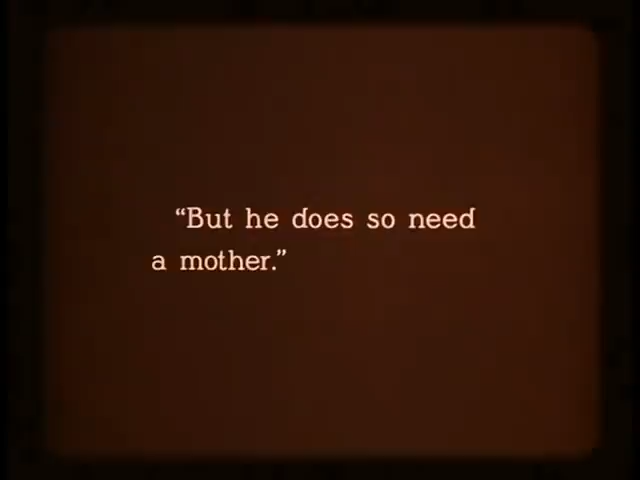 “But he does so need
a mother.”